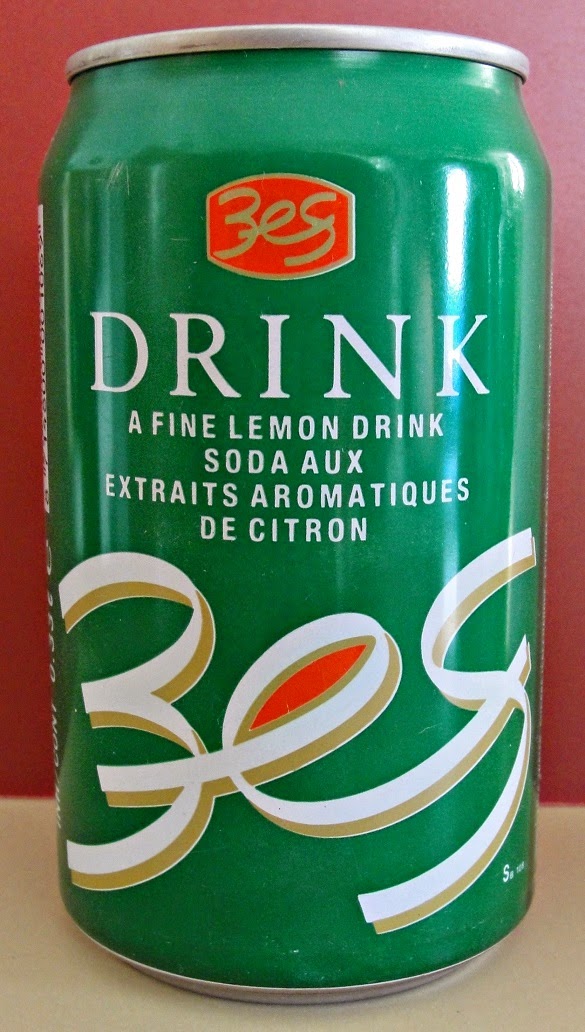 3es
DRINK
A FINE LEMON DRINK
SODA AUX
EXTRAITS AROMATIQUES
DE CITRON
3es